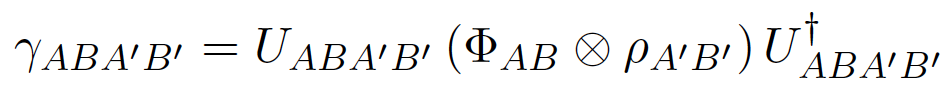 γ_{ABA′B′} = U_{ABA′B′} (Φ_{AB} ⊗ ρ_{A′B′}) U^†_{ABA′B′}